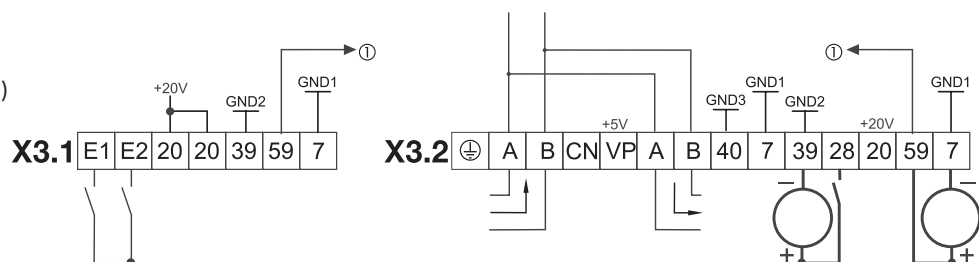 )
+20V
GND2
①
GND1
X3.1 E1 E2 20 20 39 59 7
+5V
GND3
GND1
GND2
+20V
①
GND1
X3.2 A B CN VP A B 40 7 39 28 20 59 7
− −
+ +